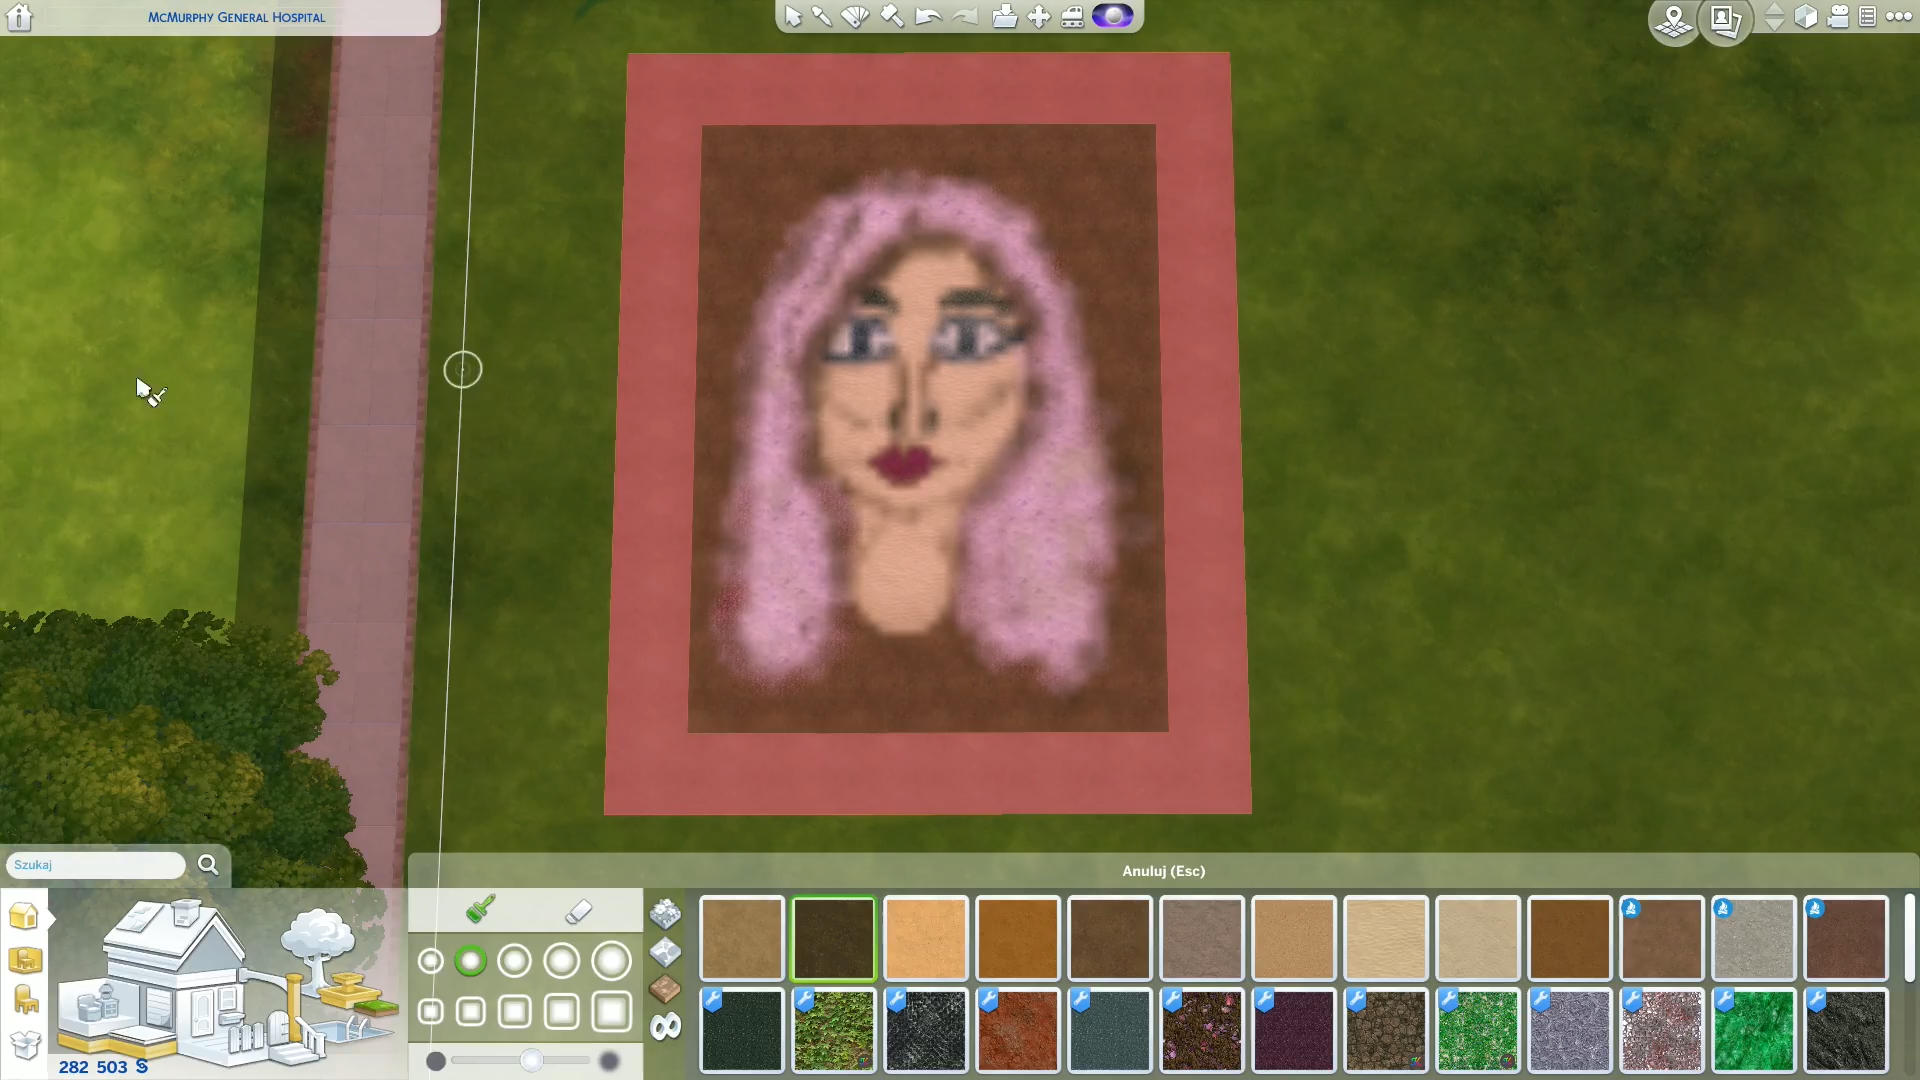 McMurphy General Hospital
Szukaj
Anuluj (Esc)
282 503 §